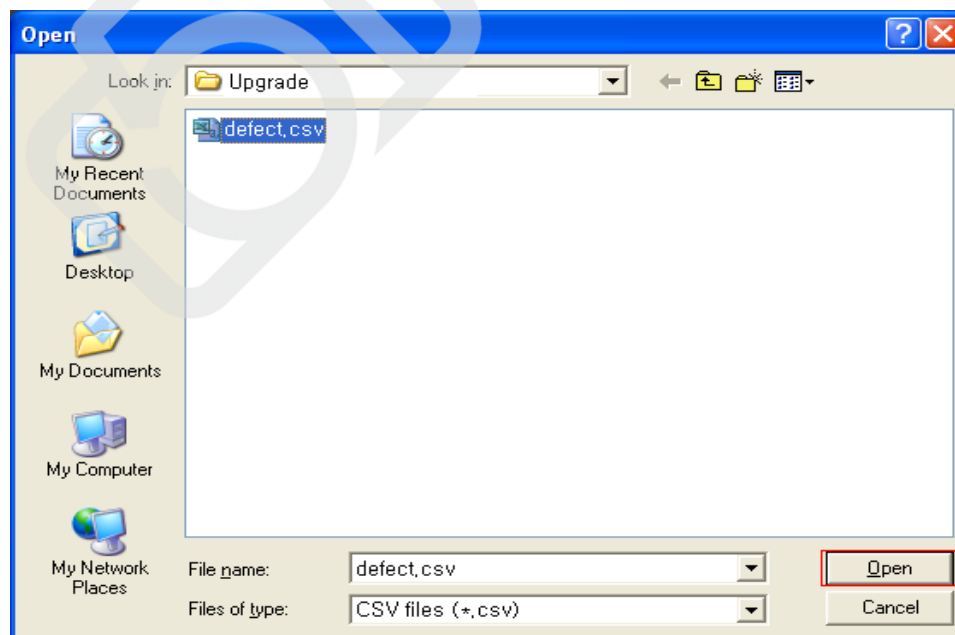 Open
Look in: Upgrade
defect.csv
My Recent
Documents
Desktop
My Documents
My Computer
My Network
Places
File name: defect.csv Open
Files of type: CSV files (*.csv) Cancel